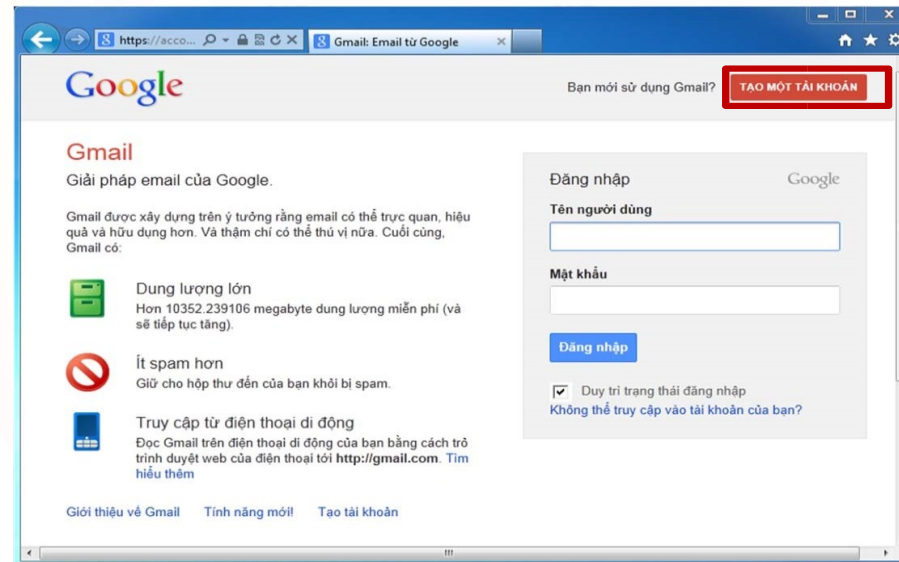 https://acco...
Gmail: Email từ Google
Google
Bạn mới sử dụng Gmail?
TẠO MỘT TÀI KHOẢN
Gmail
Giải pháp email của Google.
Gmail được xây dựng trên ý tưởng rằng email có thể trực quan, hiệu
quả và hữu dụng hơn. Và thậm chí có thể thú vị nữa. Cuối cùng,
Gmail có:
Dung lượng lớn
Hơn 10352.239106 megabyte dung lượng miễn phí (và
sẽ tiếp tục tăng).
Ít spam hơn
Giữ cho hộp thư đến của bạn khỏi bị spam.
Truy cập từ điện thoại di động
Đọc Gmail trên điện thoại di động của bạn bằng cách trỏ
trình duyệt web của điện thoại tới http://gmail.com. Tìm
hiểu thêm
Giới thiệu về Gmail Tính năng mới! Tạo tài khoản
Đăng nhập Google
Tên người dùng
Mật khẩu
Đăng nhập
Duy trì trạng thái đăng nhập
Không thể truy cập vào tài khoản của bạn?